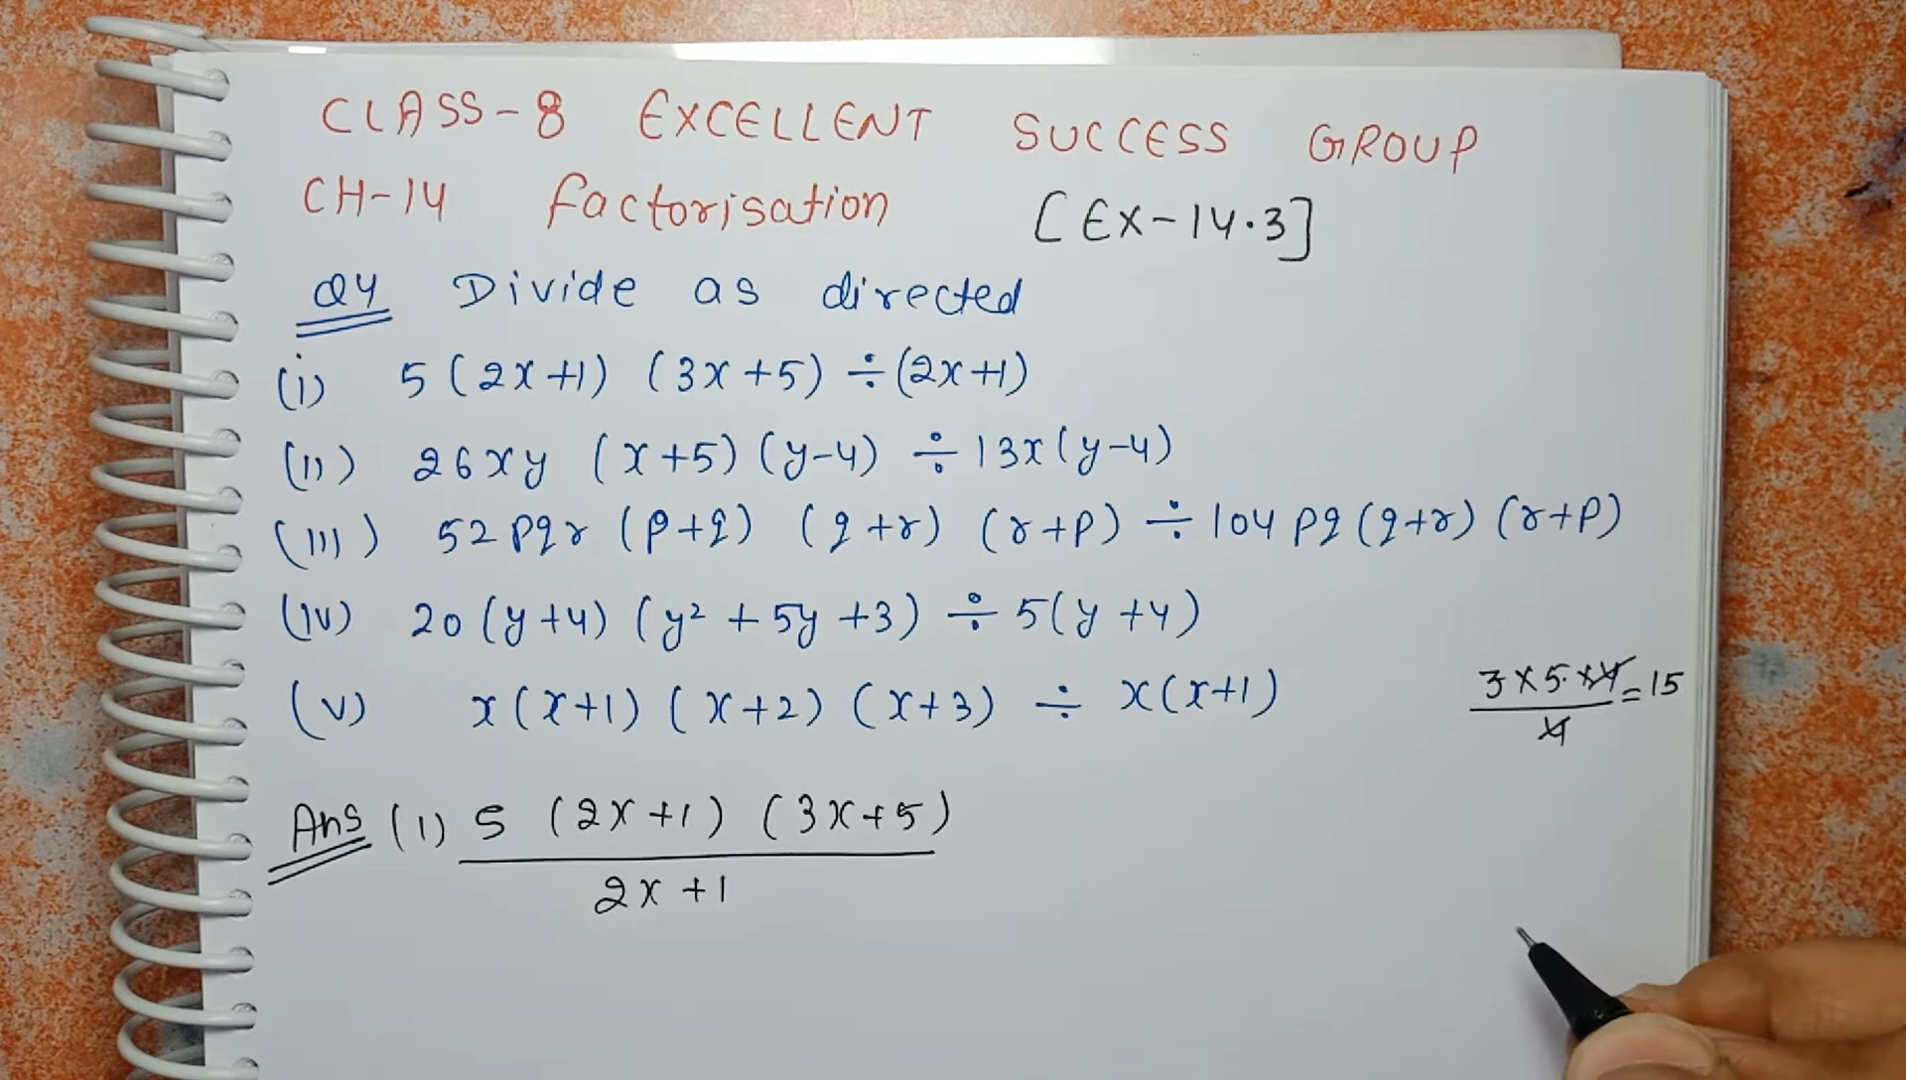 CLASS-8 EXCELLENT SUCCESS GROUP
CH-14 Factorisation [EX-14.3]
Q4 Divide as directed
(i) 5(2x+1) (3x+5) ÷ (2x+1)
(II) 26xy (x+5) (y-4) ÷ 13x(y-4)
(III) 52pqr (p+q) (q+r) (r+p) ÷ 104pq(q+r) (r+p)
(IV) 20(y+4) (y²+5y+3) ÷ 5(y+4)
(V) x(x+1) (x+2) (x+3) ÷ x(x+1)
3×5×4 = 15
4
Ans (1) 5 (2x+1) (3x+5)
2x+1